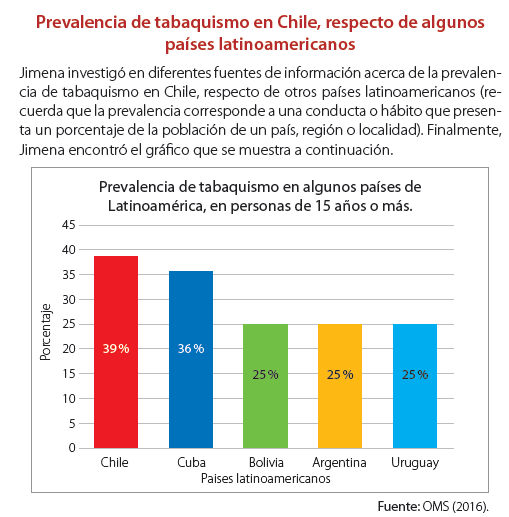 Prevalencia de tabaquismo en Chile, respecto de algunos
países latinoamericanos
Jimena investigó en diferentes fuentes de información acerca de la prevalen-
cia de tabaquismo en Chile, respecto de otros países latinoamericanos (re-
cuerda que la prevalencia corresponde a una conducta o hábito que presen-
ta un porcentaje de la población de un país, región o localidad). Finalmente,
Jimena encontró el gráfico que se muestra a continuación.
Prevalencia de tabaquismo en algunos países de
Latinoamérica, en personas de 15 años o más.
Porcentaje
45
40
35
30
25
20
15
10
5
0
39 %
36 %
25 %
25 %
25 %
Chile
Cuba
Bolivia
Argentina
Uruguay
Paises latinoamericanos
Fuente: OMS (2016).